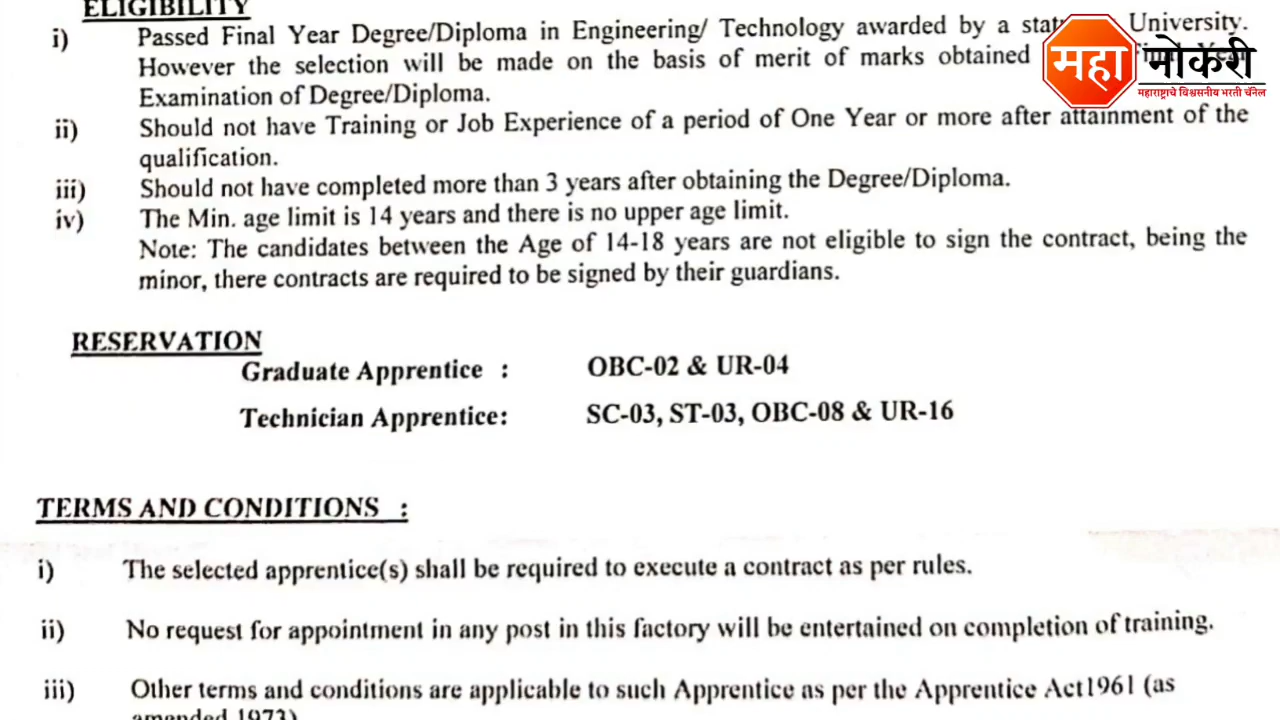 ELIGIBILITY
i) Passed Final Year Degree/Diploma in Engineering/ Technology awarded by a University.
However the selection will be made on the basis of merit of marks obtained
Examination of Degree/Diploma.
ii) Should not have Training or Job Experience of a period of One Year or more after attainment of the
qualification.
iii) Should not have completed more than 3 years after obtaining the Degree/Diploma.
iv) The Min. age limit is 14 years and there is no upper age limit.
Note: The candidates between the Age of 14-18 years are not eligible to sign the contract, being the
minor, there contracts are required to be signed by their guardians.
महा नोकरी
महाराष्ट्राचे विश्वसनीय भरती चॅनेल
RESERVATION
Graduate Apprentice : OBC-02 & UR-04
Technician Apprentice: SC-03, ST-03, OBC-08 & UR-16
TERMS AND CONDITIONS :
i) The selected apprentice(s) shall be required to execute a contract as per rules.
ii) No request for appointment in any post in this factory will be entertained on completion of training.
iii) Other terms and conditions are applicable to such Apprentice as per the Apprentice Act1961 (as
amended 1973)